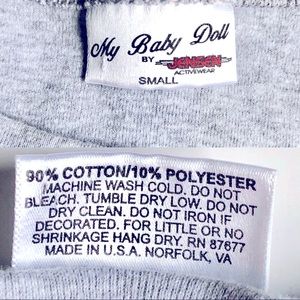 My Baby Doll
BY JENSEN
ACTIVEWEAR
SMALL
90% COTTON/10% POLYESTER
MACHINE WASH COLD. DO NOT
BLEACH. TUMBLE DRY LOW. DO NOT
DRY CLEAN. DO NOT IRON IF
DECORATED. FOR LITTLE OR NO
SHRINKAGE HANG DRY. RN 87677
MADE IN U.S.A. NORFOLK, VA